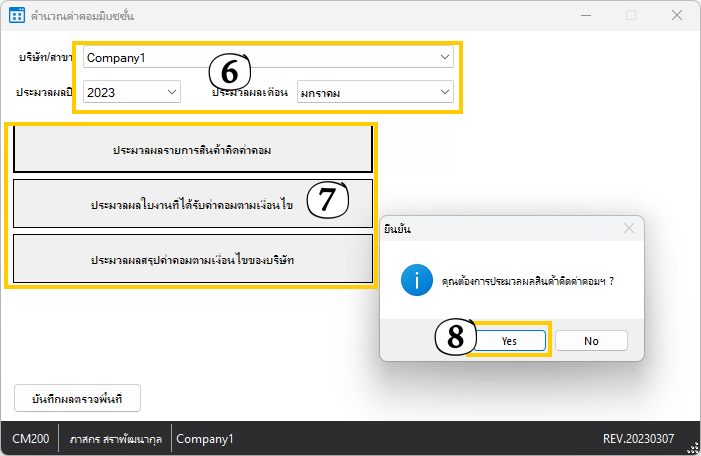 คำนวณค่าคอมมิชชั่น
บริษัท/สาขา Company1
6
ประมวลผลปี 2023 ประมวลผลเดือน มกราคม
ประมวลผลรายการสินค้าคิดค่าคอม
7
ประมวลผลใบงานที่ได้รับค่าคอมตามเงื่อนไข
ประมวลผลสรุปค่าคอมตามเงื่อนไขของบริษัท
ยืนยัน
คุณต้องการประมวลผลสินค้าคิดค่าคอมฯ ?
8
Yes No
บันทึกผลตรวจพื้นที่
CM200 ภาสกร สราพัฒนากุล Company1 REV.20230307